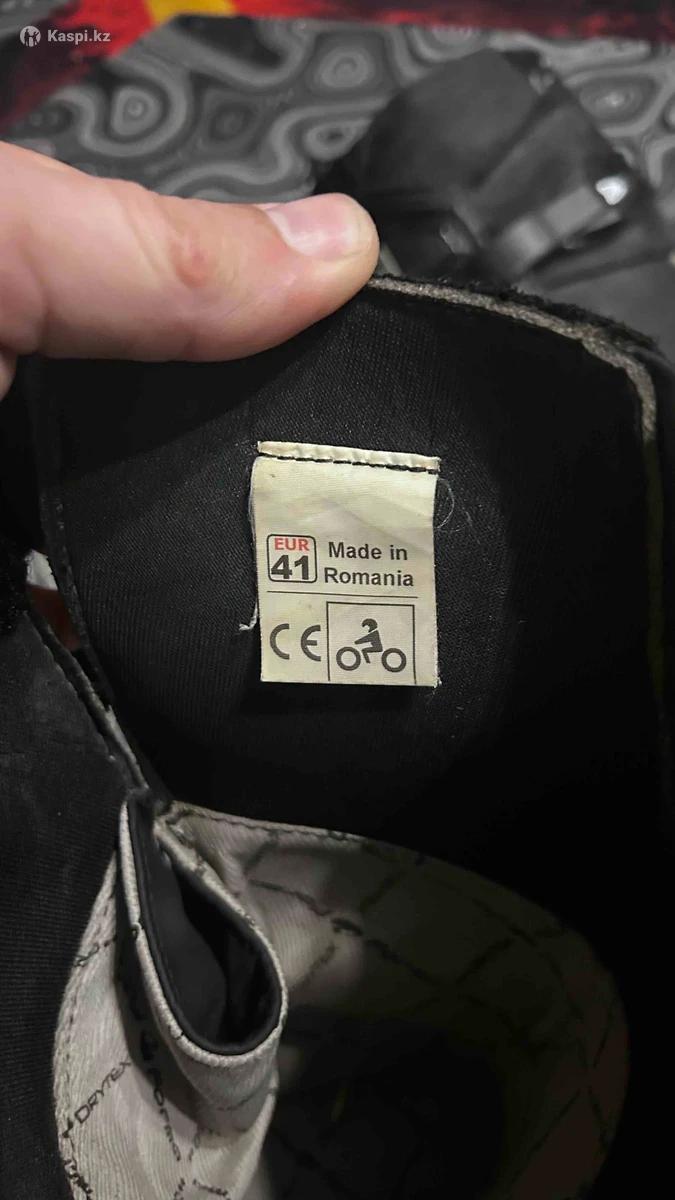 Kaspi.kz
EUR
41
Made in
Romania
CE
DRYTEX